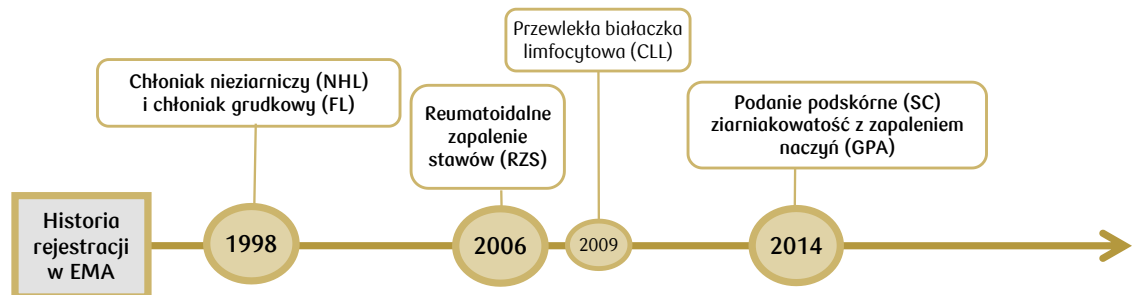 Przewlekła białaczka
limfocytowa (CLL)
Chłoniak nieziarniczy (NHL)
i chłoniak grudkowy (FL)
Reumatoidalne
zapalenie
stawów (RZS)
Podanie podskórne (SC)
ziarniakowatość z zapaleniem
naczyń (GPA)
Historia
rejestracji
w EMA
1998
2006
2009
2014